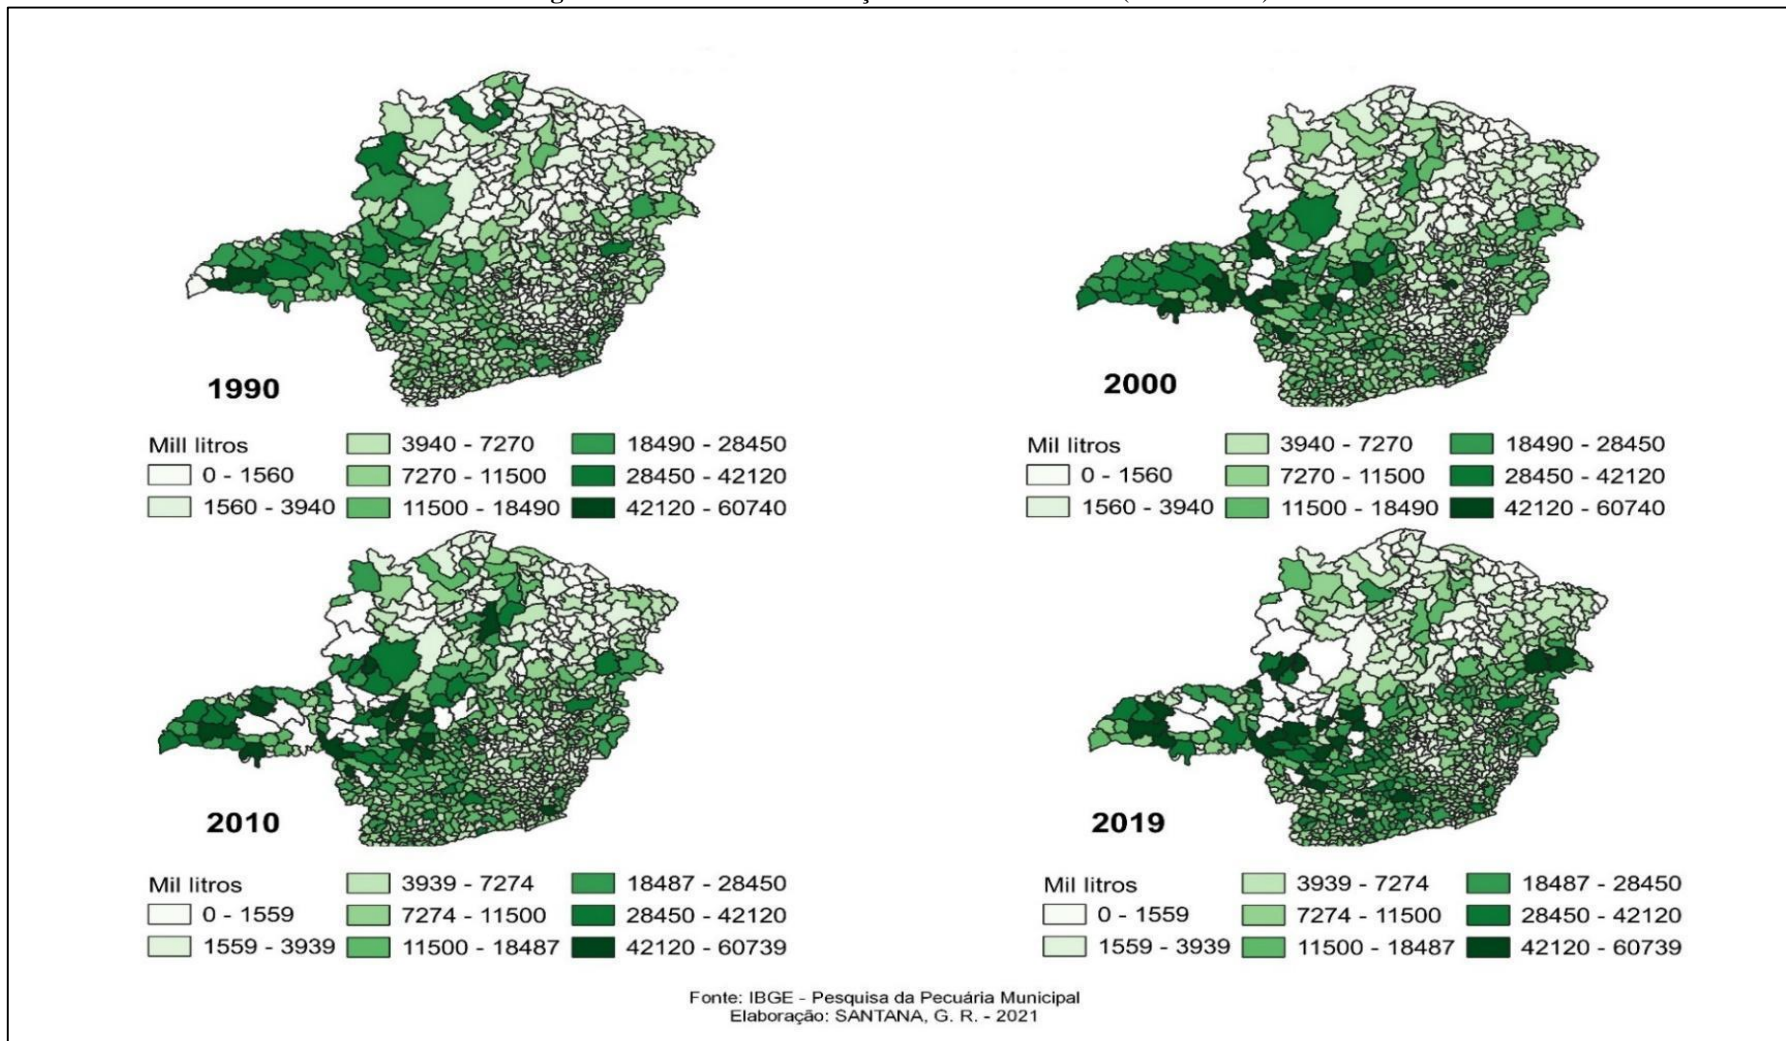 1990
Mill litros
0 - 1560
1560 - 3940
3940 - 7270
7270 - 11500
11500 - 18490
18490 - 28450
28450 - 42120
42120 - 60740
2000
Mil litros
0 - 1560
1560 - 3940
3940 - 7270
7270 - 11500
11500 - 18490
18490 - 28450
28450 - 42120
42120 - 60740
2010
Mil litros
0 - 1559
1559 - 3939
3939 - 7274
7274 - 11500
11500 - 18487
18487 - 28450
28450 - 42120
42120 - 60739
2019
Mil litros
0 - 1559
1559 - 3939
3939 - 7274
7274 - 11500
11500 - 18487
18487 - 28450
28450 - 42120
42120 - 60739
Fonte: IBGE - Pesquisa da Pecuária Municipal
Elaboração: SANTANA, G. R. - 2021